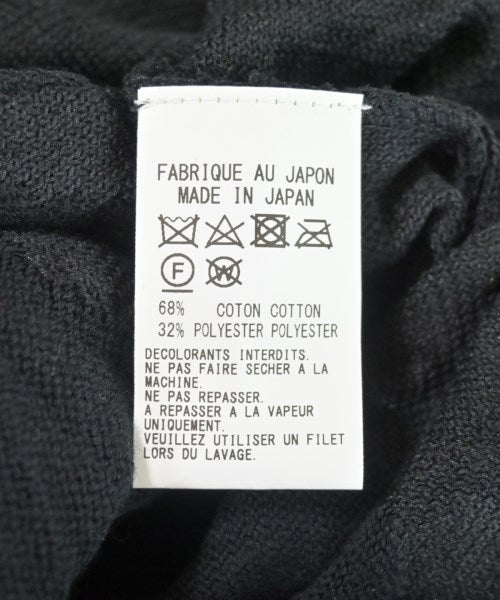 FABRIQUE AU JAPON
MADE IN JAPAN
F W
68% COTON COTTON
32% POLYESTER POLYESTER
DECOLORANTS INTERDITS.
NE PAS FAIRE SECHER A LA
MACHINE.
NE PAS REPASSER.
A REPASSER A LA VAPEUR
UNIQUEMENT.
VEUILLEZ UTILISER UN FILET
LORS DU LAVAGE.